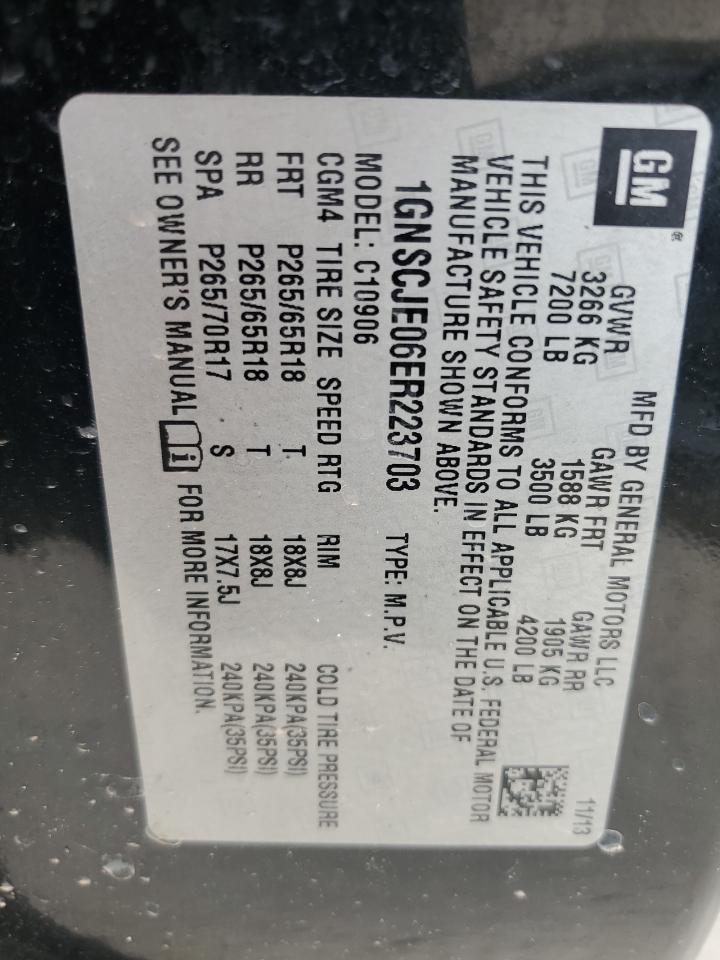 GM®
MFD BY GENERAL MOTORS LLC 11/13
GVWR GAWR FRT GAWR RR
3266 KG 1588 KG 1905 KG
7200 LB 3500 LB 4200 LB
THIS VEHICLE CONFORMS TO ALL APPLICABLE U.S. FEDERAL MOTOR
VEHICLE SAFETY STANDARDS IN EFFECT ON THE DATE OF
MANUFACTURE SHOWN ABOVE.
1GNSCJE06ER223703 TYPE: M.P.V.
MODEL: C10906
CGM4 TIRE SIZE SPEED RTG RIM COLD TIRE PRESSURE
FRT P265/65R18 T 18X8J 240KPA(35PSI)
RR P265/65R18 T 18X8J 240KPA(35PSI)
SPA P265/70R17 S 17X7.5J 240KPA(35PSI)
SEE OWNER'S MANUAL i FOR MORE INFORMATION.